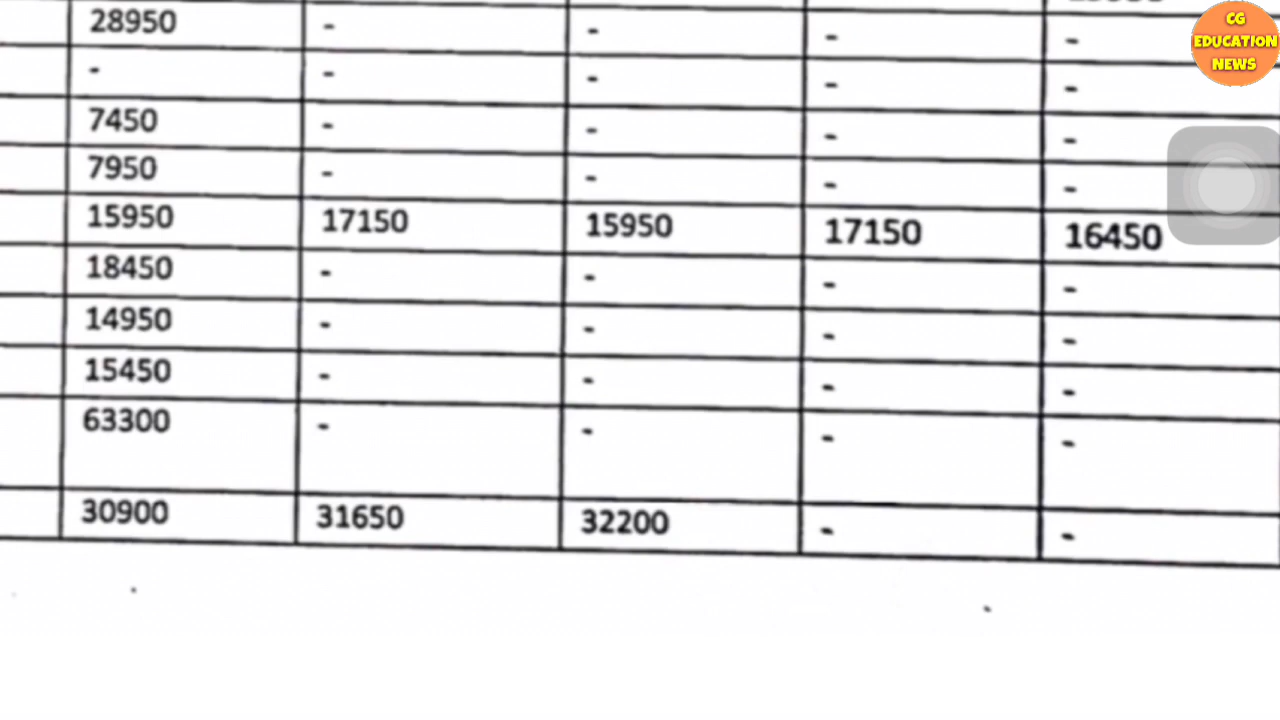 CG
EDUCATION
NEWS
28950 - - - -
- - - - -
7450 - - - -
7950 - - - -
15950 17150 15950 17150 16450
18450 - - - -
14950 - - - -
15450 - - - -
63300 - - - -
30900 31650 32200 - -